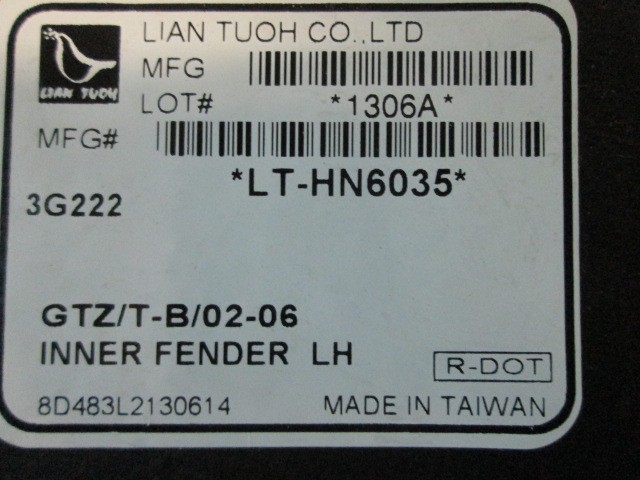 LIAN TUOH CO.,LTD
LIAN TUOH
MFG
LOT# *1306A*
MFG#
*LT-HN6035*
3G222
GTZ/T-B/02-06
INNER FENDER LH
R-DOT
8D483L2130614 MADE IN TAIWAN